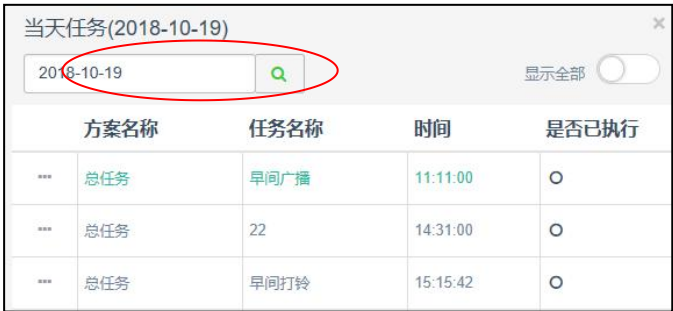 当天任务(2018-10-19)
×
2018-10-19
显示全部
方案名称 任务名称 时间 是否已执行
总任务 早间广播 11:11:00
总任务 22 14:31:00
总任务 早间打铃 15:15:42